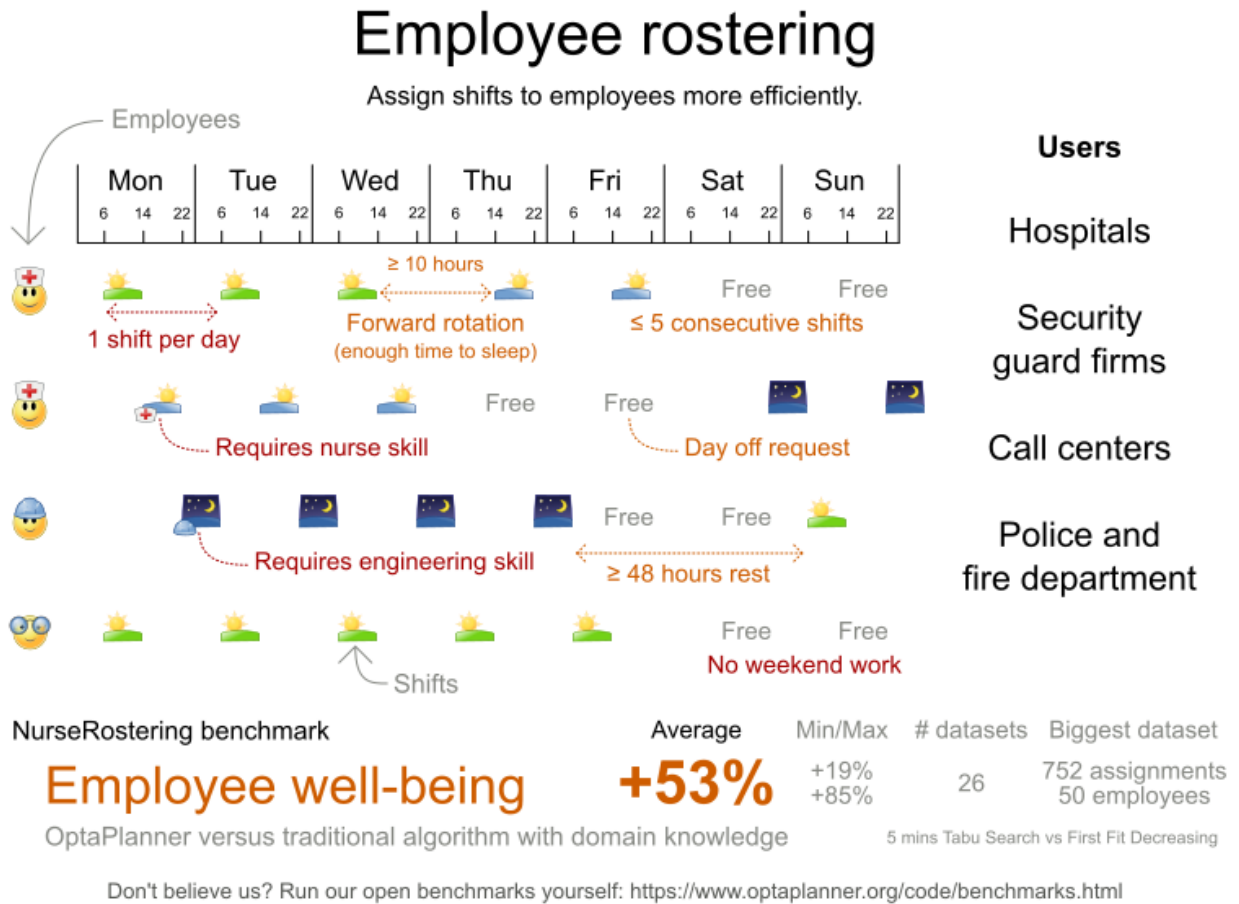 Employee rostering
Assign shifts to employees more efficiently.
Employees
Users
Mon Tue Wed Thu Fri Sat Sun
6 14 22 6 14 22 6 14 22 6 14 22 6 14 22 6 14 22 6 14 22
Hospitals
≥ 10 hours
Free Free
1 shift per day
Forward rotation
(enough time to sleep)
≤ 5 consecutive shifts
Security
guard firms
Free Free
Requires nurse skill
Day off request
Call centers
Free Free
Requires engineering skill
≥ 48 hours rest
Police and
fire department
Free Free
No weekend work
Shifts
NurseRostering benchmark
Average Min/Max # datasets Biggest dataset
Employee well-being
+53%
+19%
+85%
26
752 assignments
50 employees
OptaPlanner versus traditional algorithm with domain knowledge
5 mins Tabu Search vs First Fit Decreasing
Don't believe us? Run our open benchmarks yourself: https://www.optaplanner.org/code/benchmarks.html